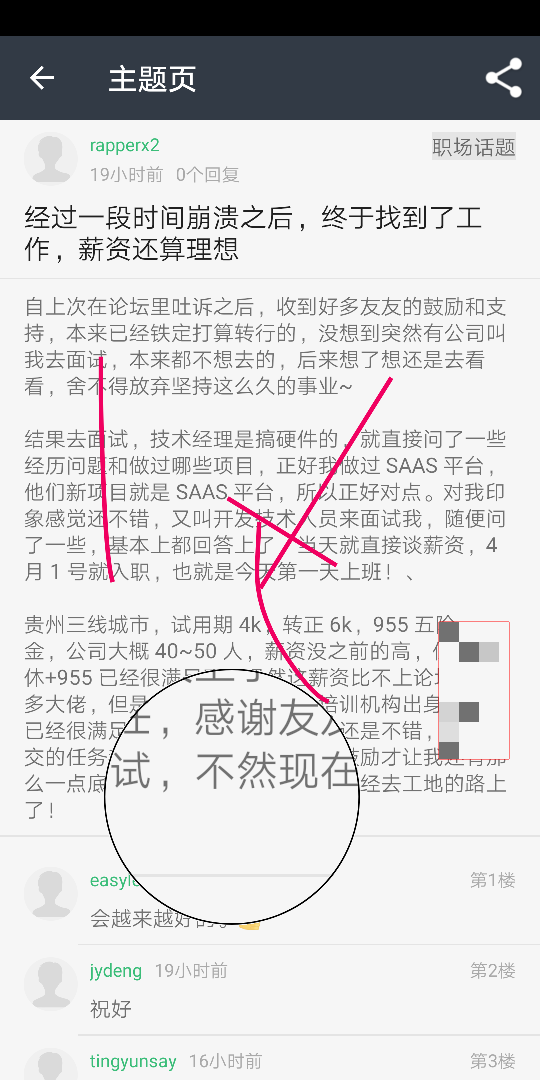 主题页
rapperx2
职场话题
19小时前 0个回复
经过一段时间崩溃之后，终于找到了工
作，薪资还算理想
自上次在论坛里吐诉之后，收到好多友友的鼓励和支
持，本来已经铁定打算转行的，没想到突然有公司叫
我去面试，本来都不想去的，后来想了想还是去看
看，舍不得放弃坚持这么久的事业~
结果去面试，技术经理是搞硬件的，就直接问了一些
经历问题和做过哪些项目，正好我做过 SAAS 平台，
他们新项目就是 SAAS 平台，所以正好对点。对我印
象感觉还不错，又叫开发技术人员来面试我，随便问
了一些，基本上都回答上了，当天就直接谈薪资，4
月 1 号就入职，也就是今天第一天上班！、
贵州三线城市，试用期 4k，转正 6k，955 五险
金，公司大概 40~50 人，薪资没之前的高，
休+955 已经很满足 然这薪资比不上论
多大佬，但是 培训机构出身
已经很满足 还是不错，
交的任务 鼓励才让我还有那
么一点底 经去工地的路上
了！
，感谢友
试，不然现在
easyl
第1楼
会越来越好的。
jydeng 19小时前
第2楼
祝好
tingyunsay 16小时前
第3楼